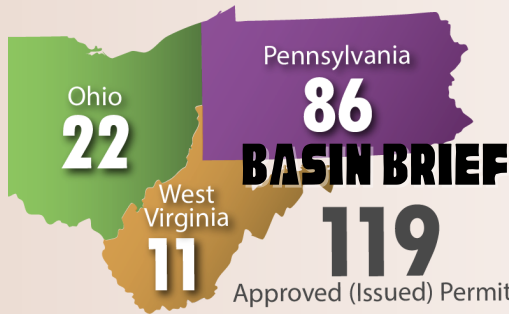 Pennsylvania
86
Ohio
22
BASIN BRIEF
West
Virginia
11
119
Approved (Issued) Permit